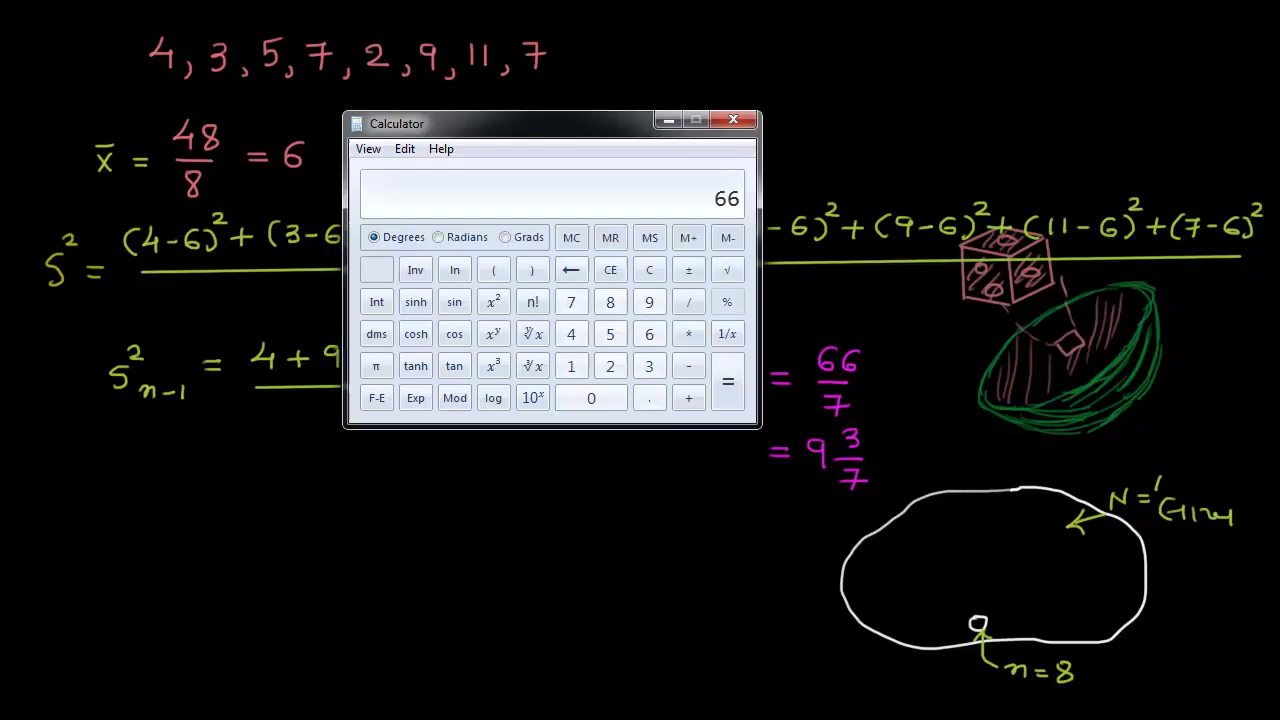 4, 3, 5, 7, 2, 9, 11, 7
x̄ = 48/8 = 6
Calculator
View Edit Help
66
Degrees Radians Grads MC MR MS M+ M-
Inv ln ( ) ← CE C ± √
Int sinh sin x² n! 7 8 9 / %
dms cosh cos xʸ ʸ√x 4 5 6 * 1/x
π tanh tan x³ ³√x 1 2 3 - =
F-E Exp Mod log 10ˣ 0 . +
S² = (4-6)² + (3-6 -6)² + (9-6)² + (11-6)² + (7-6)²
S²n-1 = 4 + 9 = 66/7
= 9 3/7
N =
n = 8